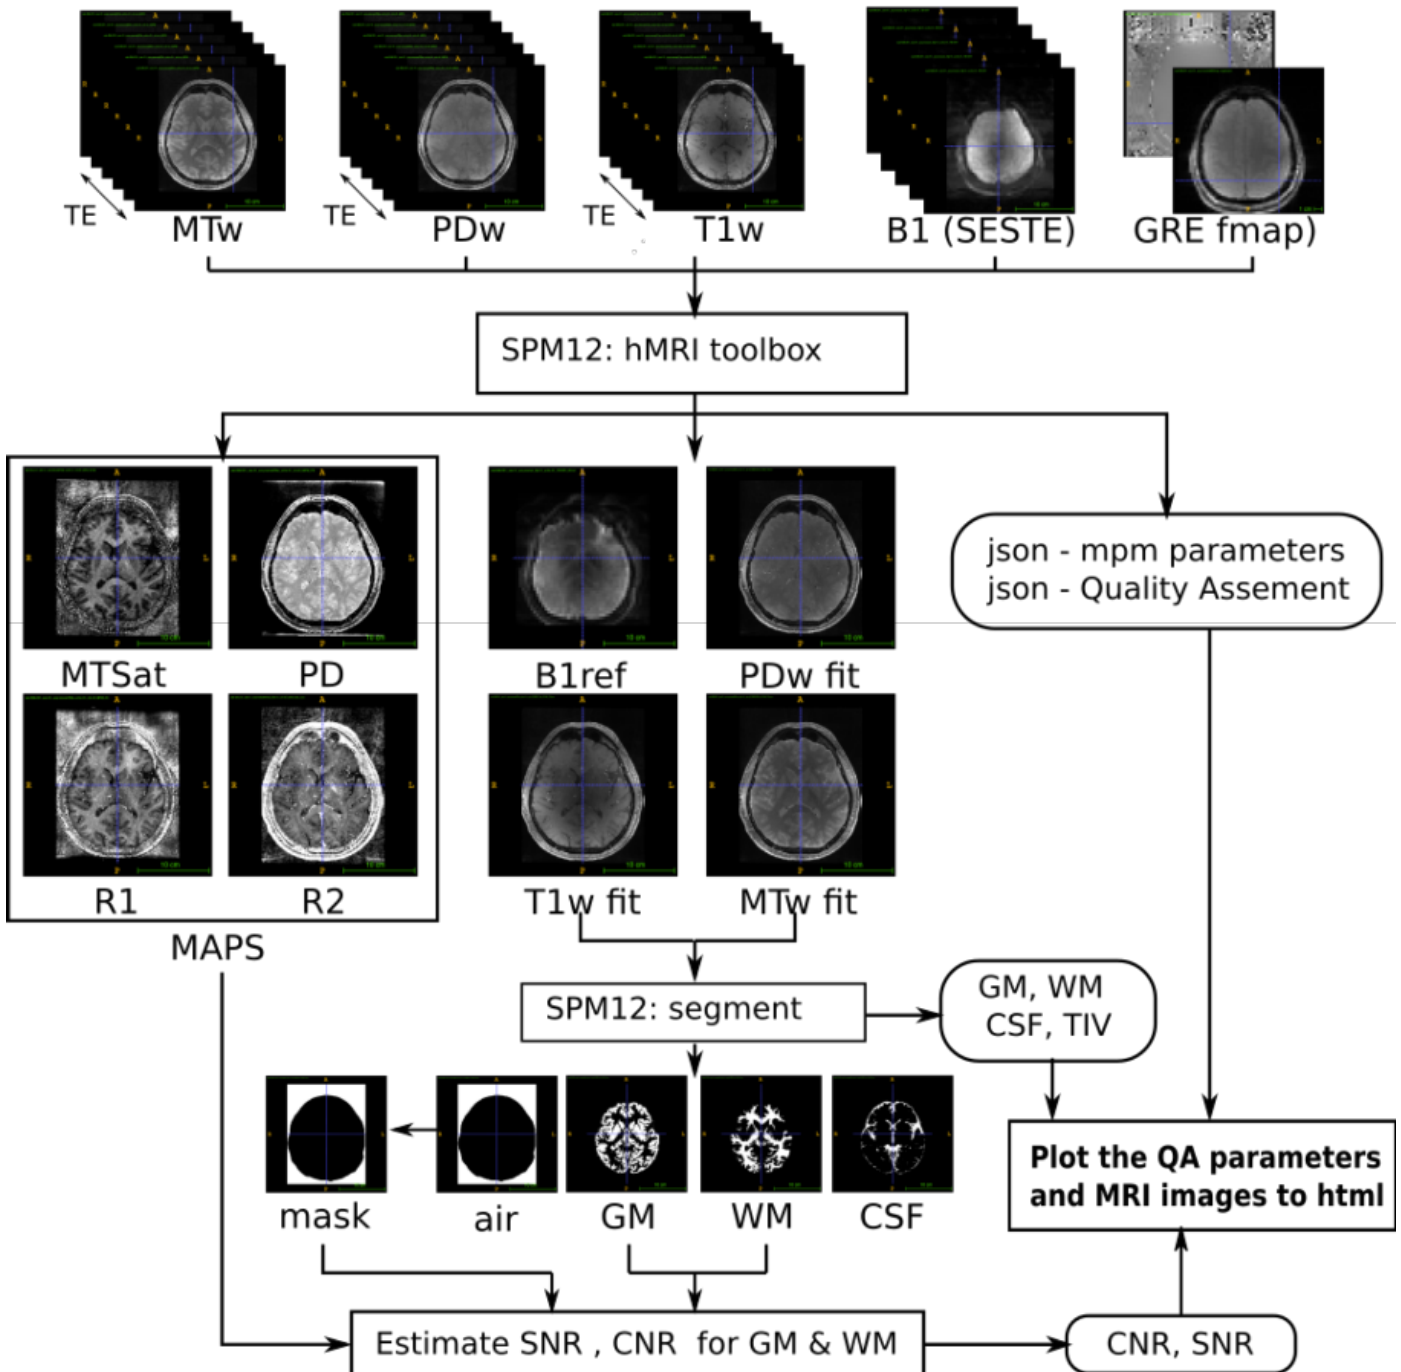 TE
TE
TE
MTw
PDw
T1w
B1 (SESTE)
GRE fmap)
SPM12: hMRI toolbox
json - mpm parameters
json - Quality Assement
MTSat
PD
B1ref
PDw fit
R1
R2
T1w fit
MTw fit
MAPS
SPM12: segment
GM, WM
CSF, TIV
mask
air
GM
WM
CSF
Plot the QA parameters
and MRI images to html
Estimate SNR , CNR  for GM & WM
CNR, SNR